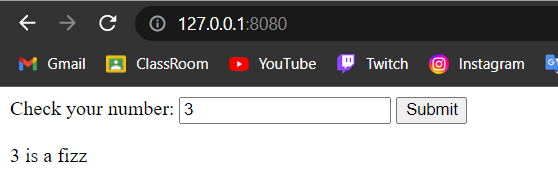 127.0.0.1:8080
Gmail ClassRoom YouTube Twitch Instagram
Check your number: 3 Submit
3 is a fizz